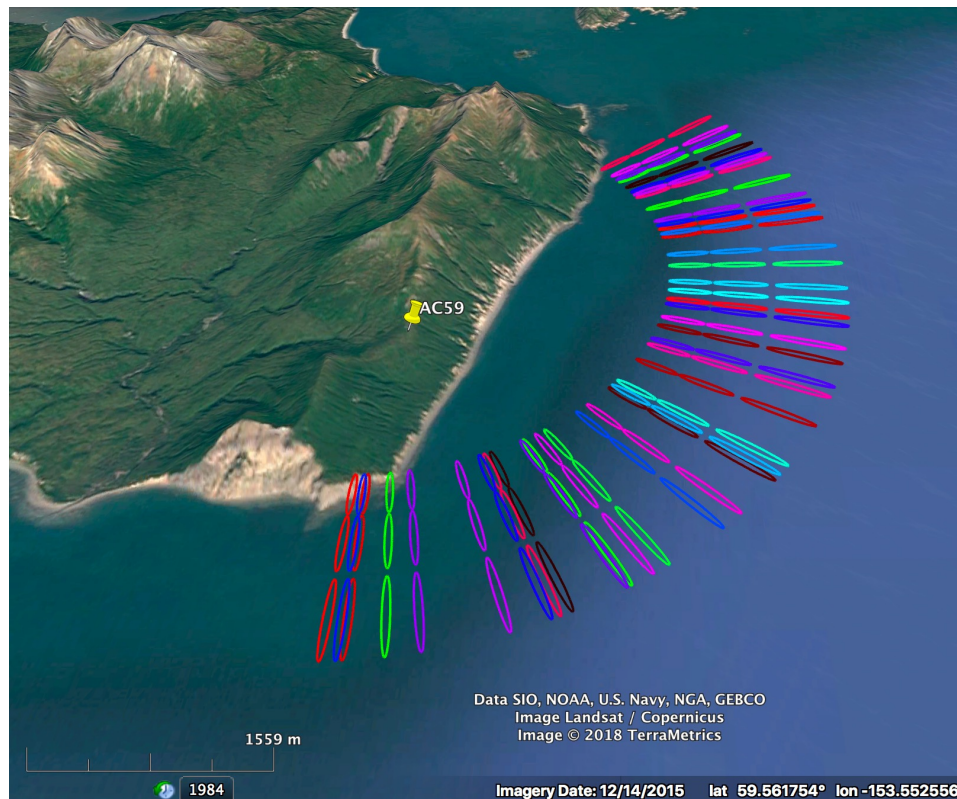 AC59
Data SIO, NOAA, U.S. Navy, NGA, GEBCO
Image Landsat / Copernicus
Image © 2018 TerraMetrics
1559 m
1984
Imagery Date: 12/14/2015 lat 59.561754° lon -153.552556